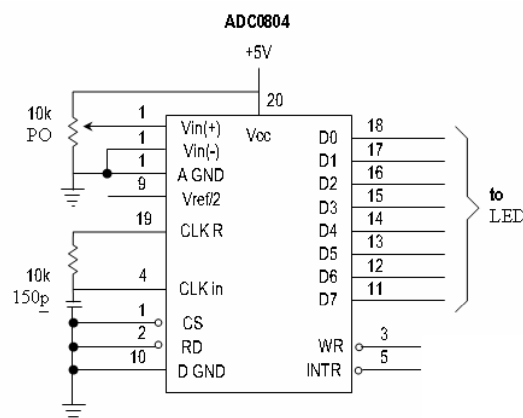 ADC0804
+5V
20
10k
PO
1
Vin(+)
Vcc
D0
18
1
Vin(-)
D1
17
1
A GND
D2
16
9
Vref/2
D3
15
19
CLK R
D4
14
D5
13
10k
4
CLK in
D6
12
150p
D7
11
to
LED
1
CS
2
RD
WR
3
10
D GND
INTR
5